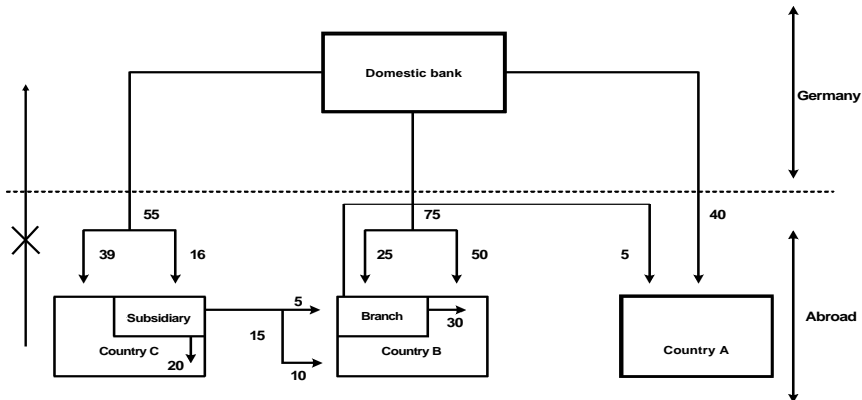 Domestic bank
Germany
55
75
40
39
16
25
50
5
Subsidiary
5
Branch
30
15
Abroad
Country C
20
10
Country B
Country A